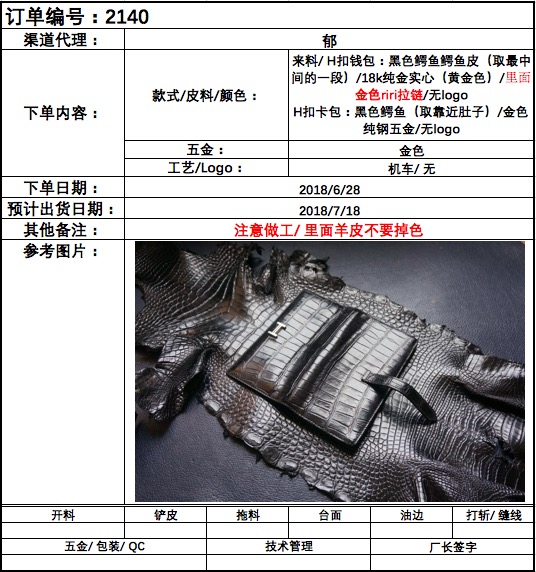 订单编号：2140
渠道代理：
郁
下单内容：
款式/皮料/颜色：
来料/ H扣钱包：黑色鳄鱼鳄鱼皮（取最中
间的一段）/18k纯金实心（黄金色）/里面
金色riri拉链/无logo
H扣卡包：黑色鳄鱼（取靠近肚子）/金色
纯钢五金/无logo
五金：
金色
工艺/Logo：
机车/ 无
下单日期：
2018/6/28
预计出货日期：
2018/7/18
其他备注：
注意做工/ 里面羊皮不要掉色
参考图片：
开料 铲皮 拖料 台面 油边 打斩/ 缝线
五金/ 包装/ QC 技术管理 厂长签字